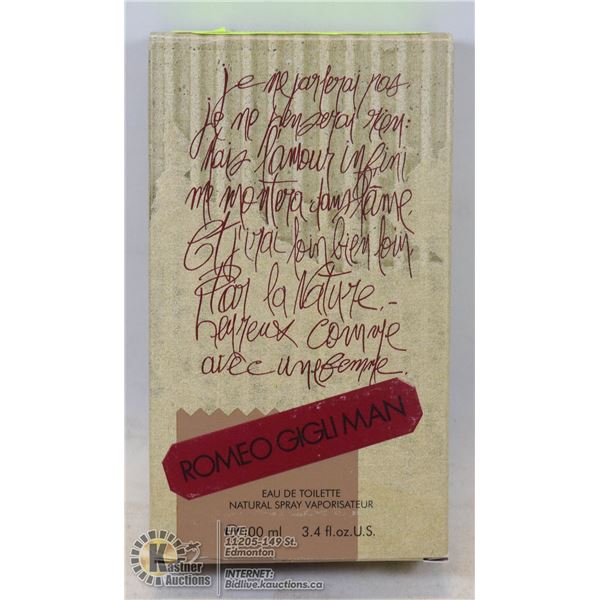 je ne parlerai pas
je ne penserai rien:
Mais l'amour infini
me montera dans l'âme,
Et j'irai loin, bien loin
Par la Nature, -
heureux comme
avec une femme.
ROMEO GIGLI MAN
EAU DE TOILETTE
NATURAL SPRAY VAPORISATEUR
00 ml 3.4 fl.oz.U.S.
LIVE:
11205-149 St.
Edmonton
INTERNET:
Bidlive.kauctions.ca
Kastner
Auctions